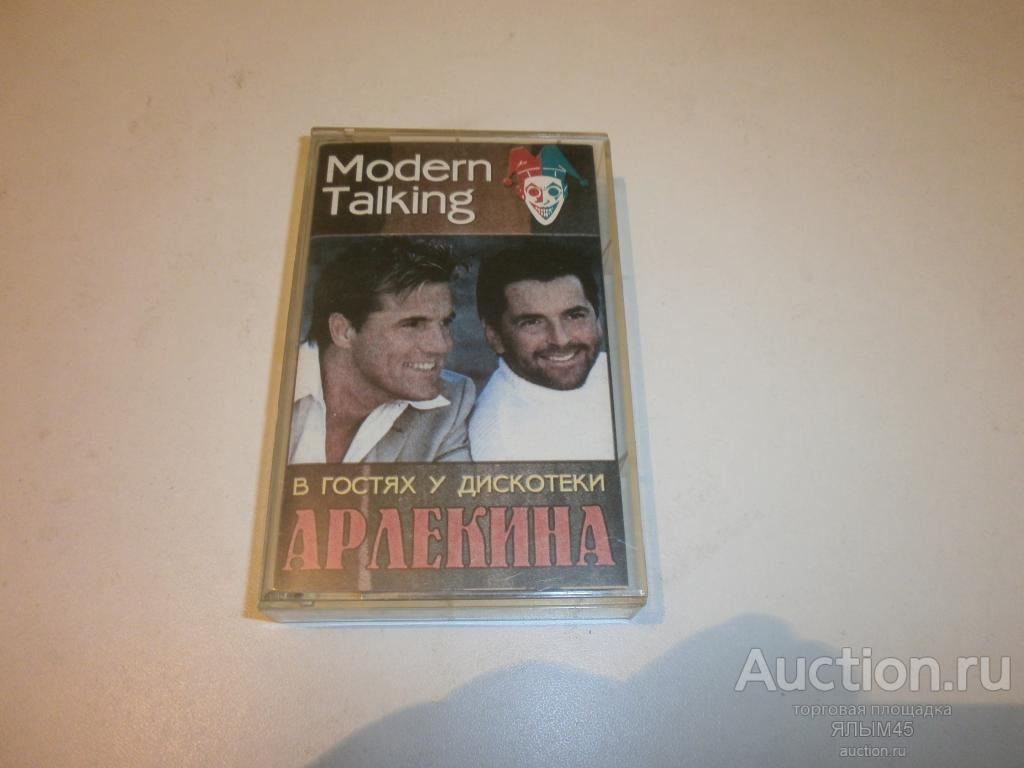 Modern
Talking
В ГОСТЯХ У ДИСКОТЕКИ
АРЛЕКИНА
Auction.ru
торговая площадка
ЯЛЫМ45
auction.ru